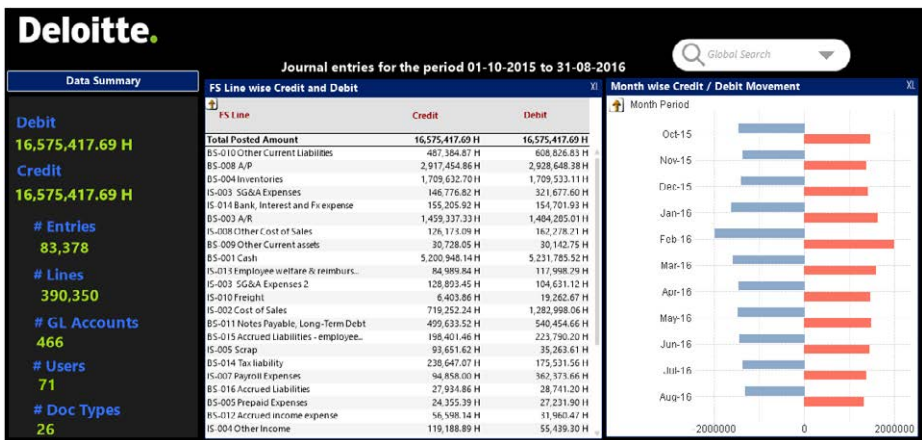 Deloitte.
Global Search
Journal entries for the period 01-10-2015 to 31-08-2016
Data Summary
Debit
16,575,417.69 H
Credit
16,575,417.69 H
# Entries
83,378
# Lines
390,350
# GL Accounts
466
# Users
71
# Doc Types
26
FS Line wise Credit and Debit XL
FS Line Credit Debit
Total Posted Amount 16,575,417.69 H 16,575,417.69 H
BS-010 Other Current Liabilities 487,384.87 H 608,826.83 H
BS-008 A/P 2,917,454.86 H 2,928,648.38 H
BS-004 Inventories 1,709,632.70 H 1,709,533.11 H
IS-003 SG&A Expenses 146,776.82 H 321,677.60 H
IS-014 Bank, Interest and Fx expense 155,205.92 H 154,701.93 H
BS-003 A/R 1,459,337.33 H 1,484,285.01 H
IS-008 Other Cost of Sales 126,173.09 H 162,278.21 H
BS-009 Other Current assets 30,728.05 H 30,142.75 H
BS-001 Cash 5,200,948.14 H 5,231,785.52 H
IS-013 Employee welfare & reimburs.. 84,989.84 H 117,998.29 H
IS-003 SG&A Expenses 2 128,893.45 H 104,631.12 H
IS-010 Freight 6,403.86 H 19,262.67 H
IS-002 Cost of Sales 719,252.24 H 1,282,998.06 H
BS-011 Notes Payable, Long-Term Debt 499,633.52 H 540,454.66 H
BS-015 Accrued Liabilities - employee.. 198,401.46 H 223,790.20 H
IS-005 Scrap 93,651.62 H 35,263.61 H
BS-014 Tax liability 238,647.07 H 175,531.56 H
IS-007 Payroll Expenses 94,858.00 H 362,373.66 H
BS-016 Accrued Liabilities 27,934.86 H 28,741.20 H
BS-005 Prepaid Expenses 24,355.39 H 27,231.90 H
BS-012 Accrued income expense 56,598.14 H 31,960.47 H
IS-004 Other Income 119,188.89 H 55,439.30 H
Month wise Credit / Debit Movement XL
Month Period
Oct-15
Nov-15
Dec-15
Jan-16
Feb-16
Mar-16
Apr-16
May-16
Jun-16
Jul-16
Aug-16
-2000000 0 2000000